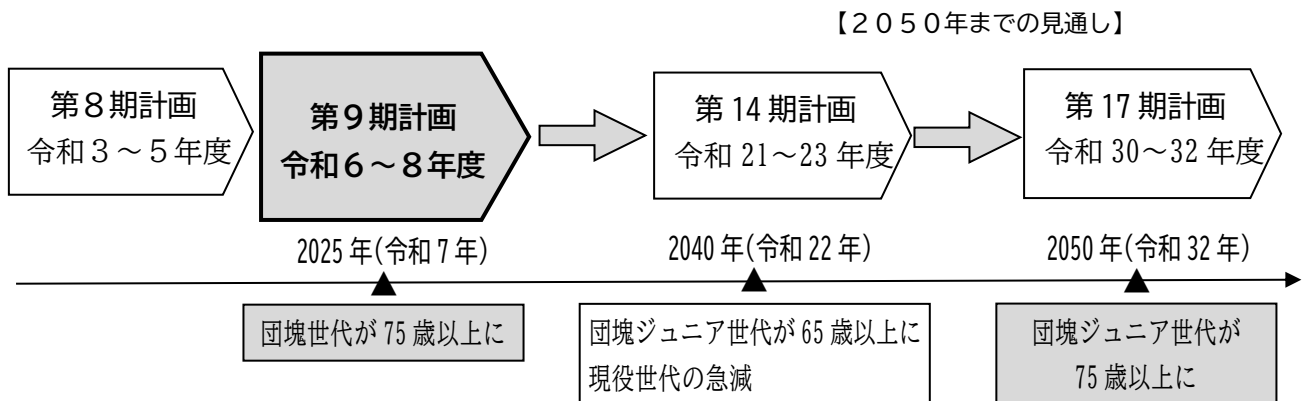 【２０５０年までの見通し】
第８期計画
令和３～５年度
第９期計画
令和６～８年度
第 14 期計画
令和 21～23 年度
第 17 期計画
令和 30～32 年度
2025 年(令和 7 年)
2040 年(令和 22 年)
2050 年(令和 32 年)
団塊世代が 75 歳以上に
団塊ジュニア世代が 65 歳以上に
現役世代の急減
団塊ジュニア世代が
75 歳以上に